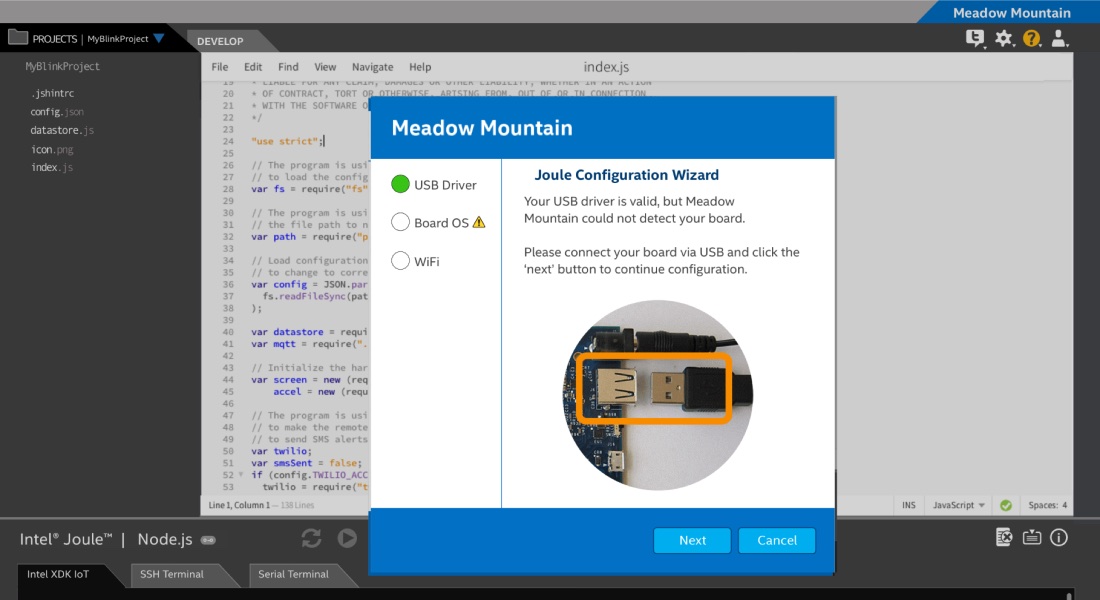 Meadow Mountain
PROJECTS | MyBlinkProject
DEVELOP
MyBlinkProject
.jshintrc
config.json
datastore.js
icon.png
index.js
File Edit Find View Navigate Help index.js
19 * LIABLE FOR ANY CLAIM, DAMAGES OR OTHER LIABILITY, WHETHER IN AN ACTION
20 * OF CONTRACT, TORT OR OTHERWISE, ARISING FROM, OUT OF OR IN CONNECTION
21 * WITH THE SOFTWARE O
22 */
23
24 "use strict";
25
26 // The program is usi
27 // to load the config
28 var fs = require("fs"
29
30 // The program is usi
31 // the file path to n
32 var path = require("p
33
34 // Load configuration
35 // to change to corre
36 var config = JSON.par
37 fs.readFileSync(pat
38 );
39
40 var datastore = requi
41 var mqtt = require(".
42
43 // Initialize the har
44 var screen = new (req
45 accel = new (requ
46
47 // The program is usi
48 // to make the remote
49 // to send SMS alerts
50 var twilio;
51 var smsSent = false;
52 if (config.TWILIO_ACC
53 twilio = require("t
Line 1, Column 1 — 138 Lines
INS JavaScript Spaces: 4
Meadow Mountain
USB Driver
Board OS
WiFi
Joule Configuration Wizard
Your USB driver is valid, but Meadow
Mountain could not detect your board.
Please connect your board via USB and click the
'next' button to continue configuration.
Next Cancel
Intel® Joule™ | Node.js
Intel XDK IoT SSH Terminal Serial Terminal